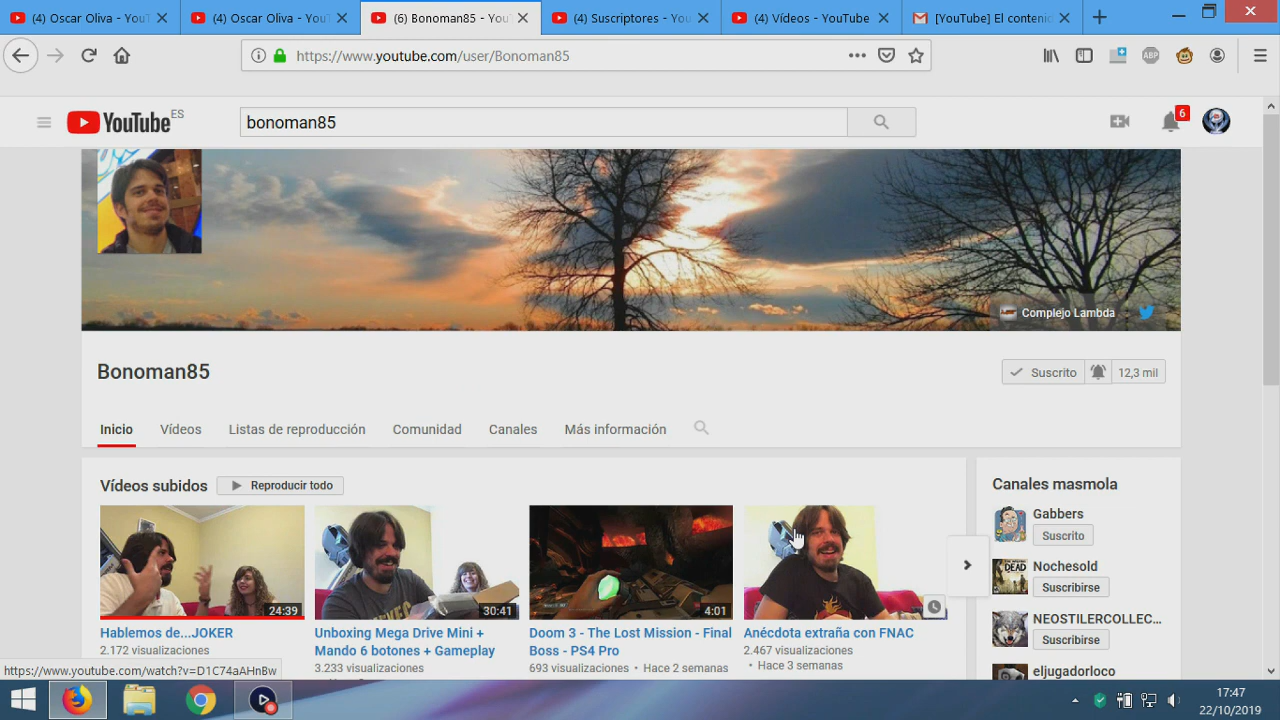 (4) Oscar Oliva - YouT
(4) Oscar Oliva - YouT
(6) Bonoman85 - YouT
(4) Suscriptores - You
(4) Vídeos - YouTube
[YouTube] El contenid
https://www.youtube.com/user/Bonoman85
ABP
YouTube ES
bonoman85
6
Complejo Lambda
Bonoman85
Suscrito
12,3 mil
Inicio
Vídeos
Listas de reproducción
Comunidad
Canales
Más información
Vídeos subidos
Reproducir todo
24:39
Hablemos de...JOKER
2.172 visualizaciones
30:41
Unboxing Mega Drive Mini +
Mando 6 botones + Gameplay
3.233 visualizaciones
4:01
Doom 3 - The Lost Mission - Final
Boss - PS4 Pro
693 visualizaciones • Hace 2 semanas
Anécdota extraña con FNAC
2.467 visualizaciones
• Hace 3 semanas
Canales masmola
Gabbers
Suscrito
Nochesold
Suscribirse
NEOSTILERCOLLEC...
Suscribirse
eljugadorloco
https://www.youtube.com/watch?v=D1C74aAHnBw
17:47
22/10/2019